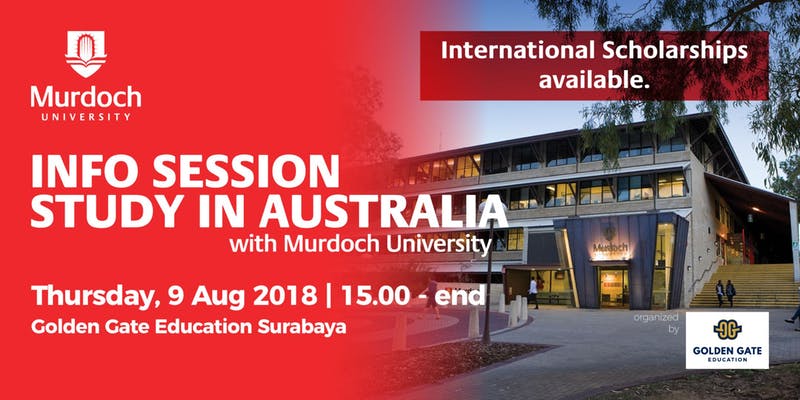 Murdoch
UNIVERSITY
International Scholarships
available.
INFO SESSION
STUDY IN AUSTRALIA
with Murdoch University
Thursday, 9 Aug 2018 | 15.00 - end
Golden Gate Education Surabaya
Murdoch
organized
by
GOLDEN GATE
EDUCATION